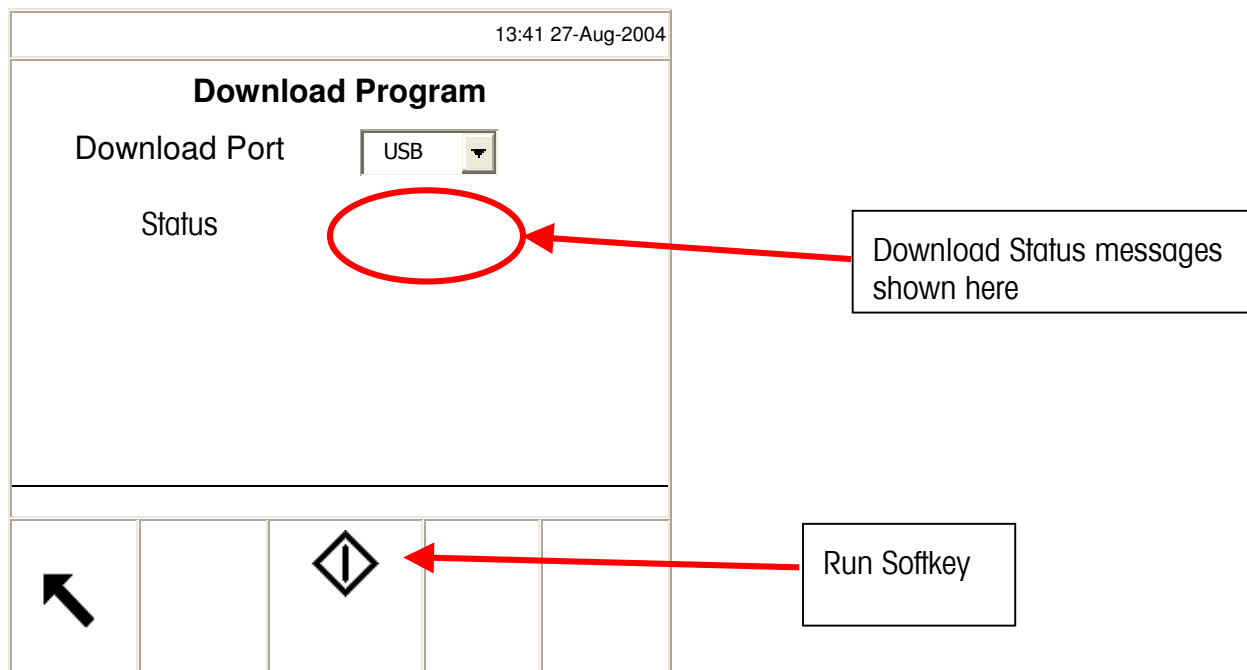 13:41 27-Aug-2004
Download Program
Download Port USB
Status
Download Status messages
shown here
Run Softkey